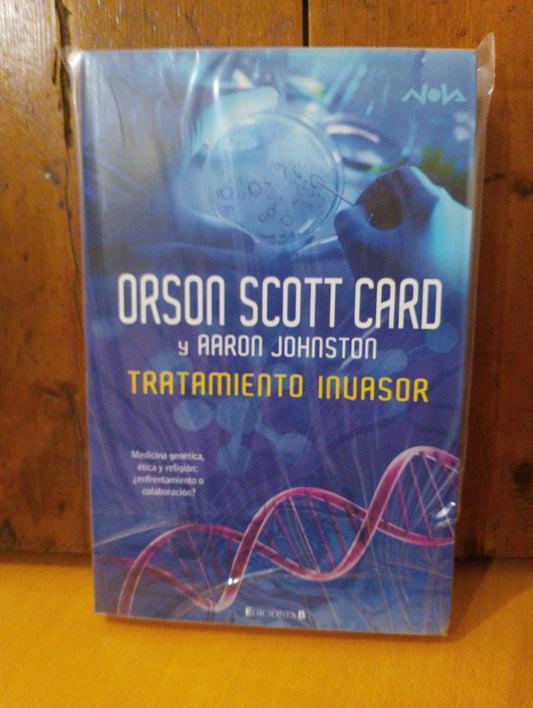 NOVA
ORSON SCOTT CARD
y AARON JOHNSTON
TRATAMIENTO INVASOR
Medicina genética,
ética y religión:
¿enfrentamiento o
colaboración?
EDICIONES B